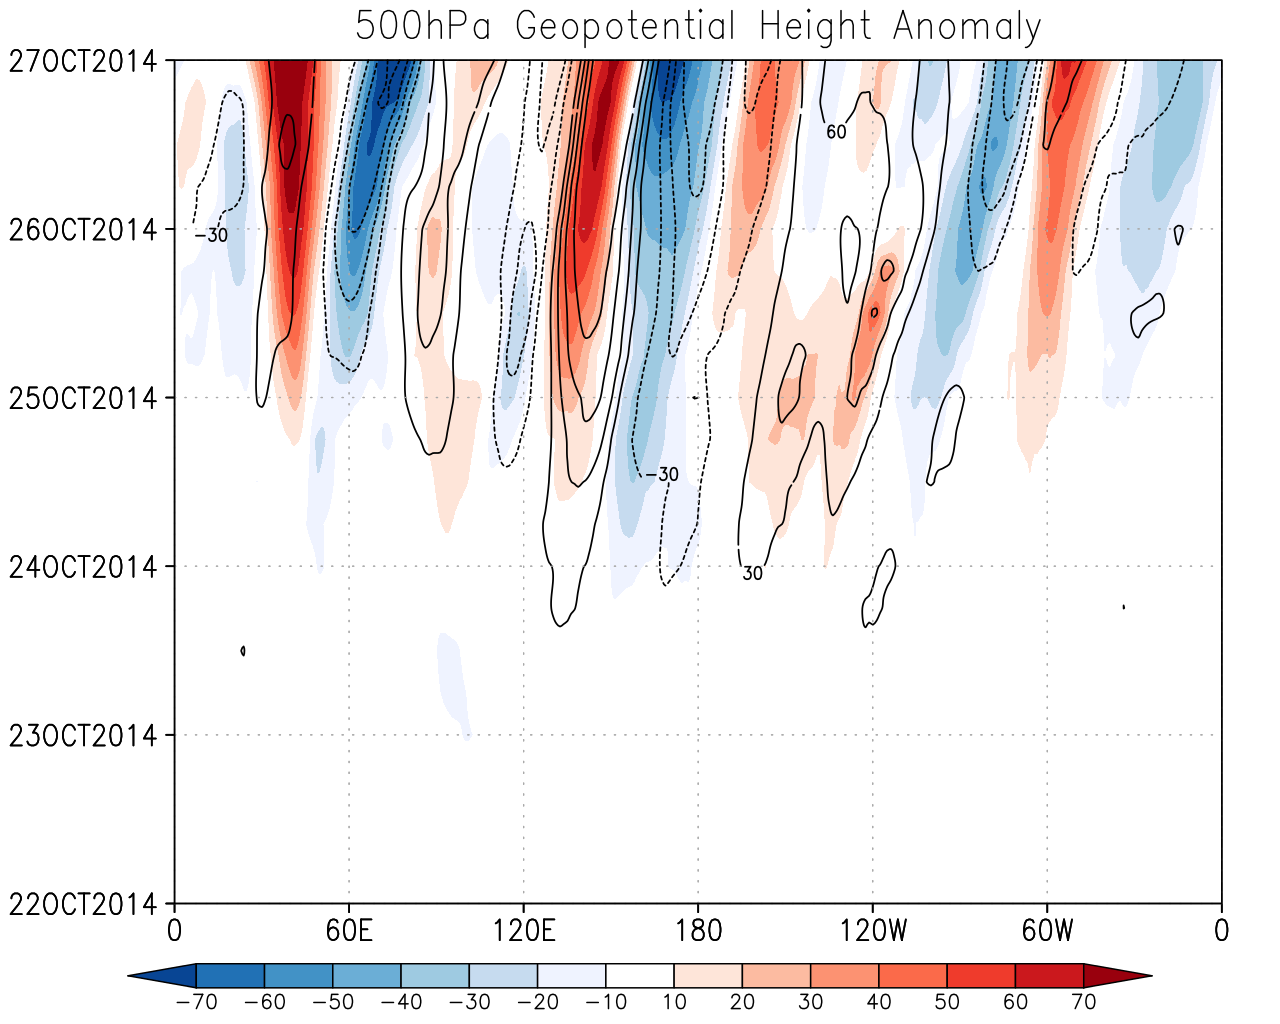 500hPa Geopotential Height Anomaly
27OCT2014
60
26OCT2014
−30
25OCT2014
−30
24OCT2014
30
23OCT2014
22OCT2014
0 60E 120E 180 120W 60W 0
−70 −60 −50 −40 −30 −20 −10 10 20 30 40 50 60 70